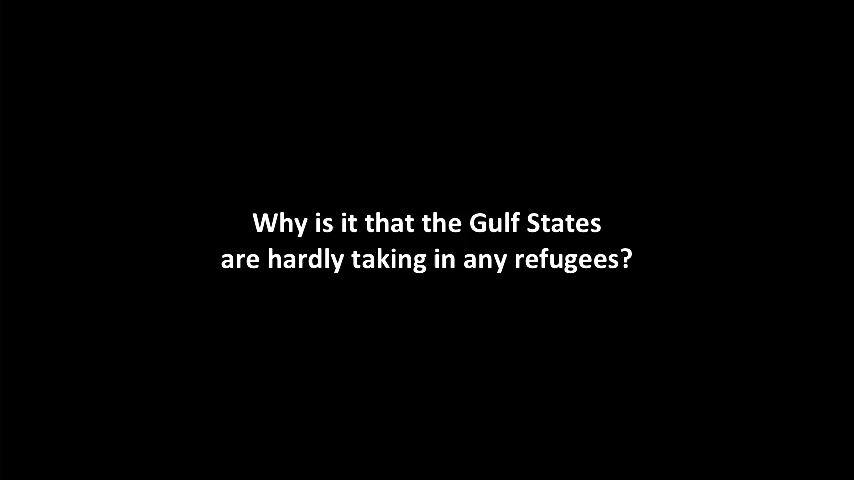 Why is it that the Gulf States
are hardly taking in any refugees?